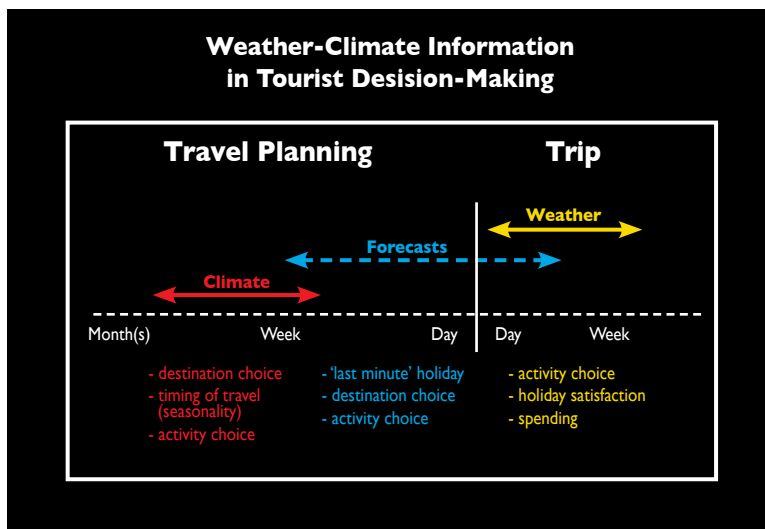 Weather-Climate Information
in Tourist Desision-Making
Travel Planning
Trip
Weather
Forecasts
Climate
Month(s)
Week
Day
Day
Week
- destination choice
- timing of travel
(seasonality)
- activity choice
- ‘last minute’ holiday
- destination choice
- activity choice
- activity choice
- holiday satisfaction
- spending